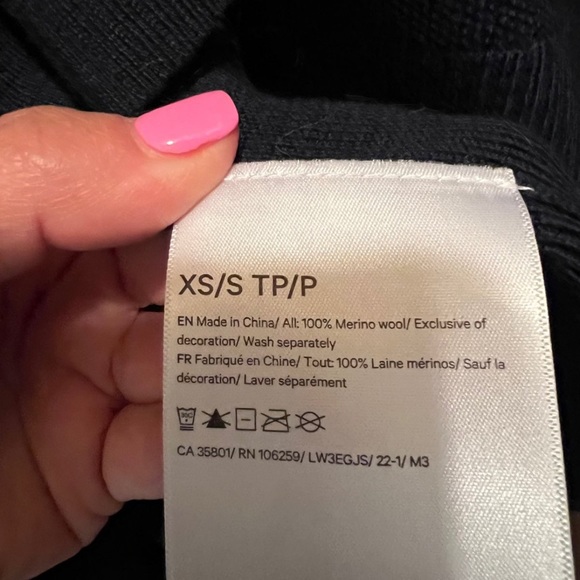 XS/S TP/P
EN Made in China/ All: 100% Merino wool/ Exclusive of
decoration/ Wash separately
FR Fabriqué en Chine/ Tout: 100% Laine mérinos/ Sauf la
décoration/ Laver séparément
CA 35801/ RN 106259/ LW3EGJS/ 22-1/ M3